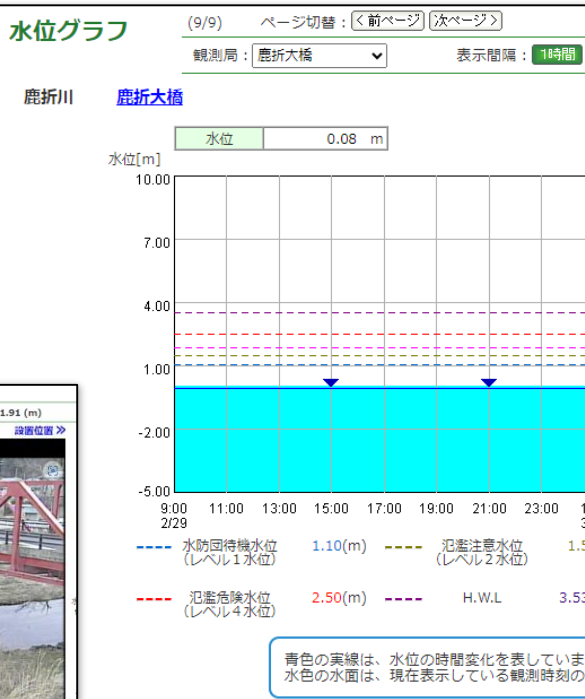 水位グラフ
(9/9) ページ切替：< 前ページ 次ページ >
観測局：鹿折大橋 表示間隔：1時間
鹿折川 鹿折大橋
水位 0.08 m
水位[m]
10.00
7.00
4.00
1.00
-2.00
-5.00
1.91 (m)
設置位置 ≫
9:00 11:00 13:00 15:00 17:00 19:00 21:00 23:00
2/29
水防団待機水位 1.10(m) 氾濫注意水位 1.5
(レベル1水位) (レベル2水位)
氾濫危険水位 2.50(m) H.W.L 3.53
(レベル4水位)
青色の実線は、水位の時間変化を表していま
水色の水面は、現在表示している観測時刻の